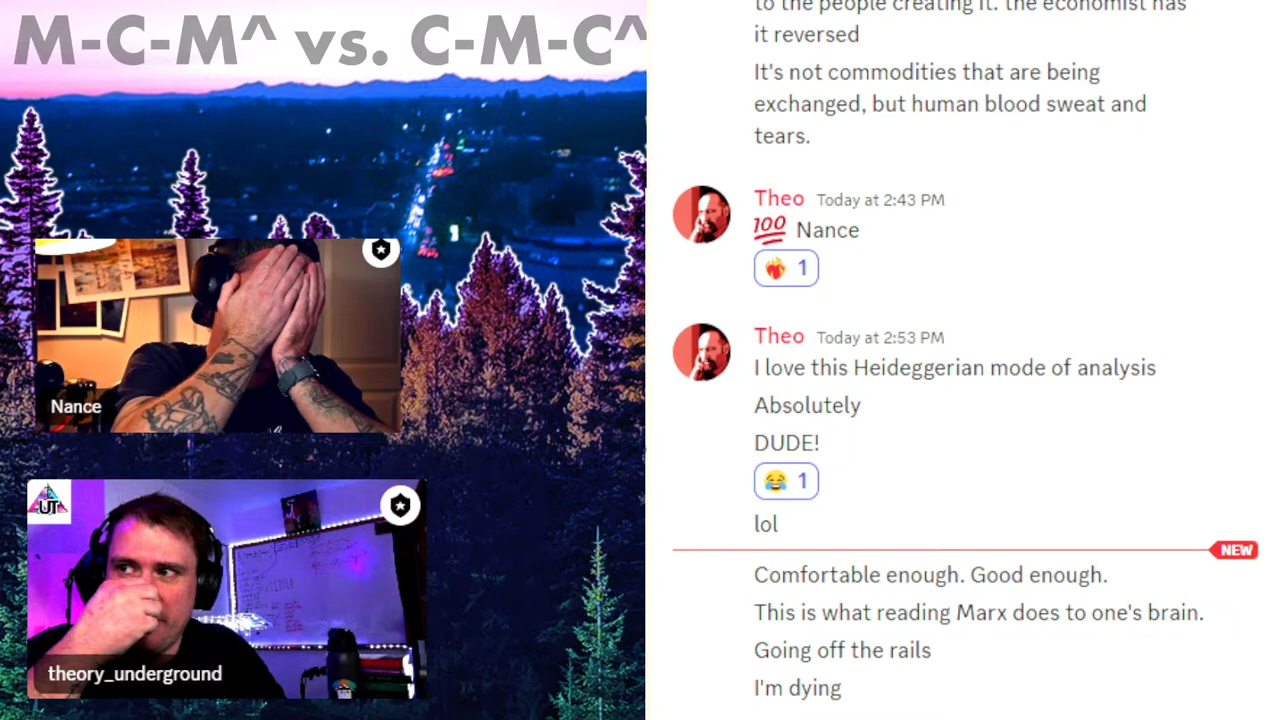 M-C-M^ vs. C-M-C^
Nance
UT
theory_underground
to the people creating it. the economist has
it reversed
It's not commodities that are being
exchanged, but human blood sweat and
tears.
Theo Today at 2:43 PM
💯 Nance
❤️‍🔥 1
Theo Today at 2:53 PM
I love this Heideggerian mode of analysis
Absolutely
DUDE!
😂 1
lol
NEW
Comfortable enough. Good enough.
This is what reading Marx does to one's brain.
Going off the rails
I'm dying